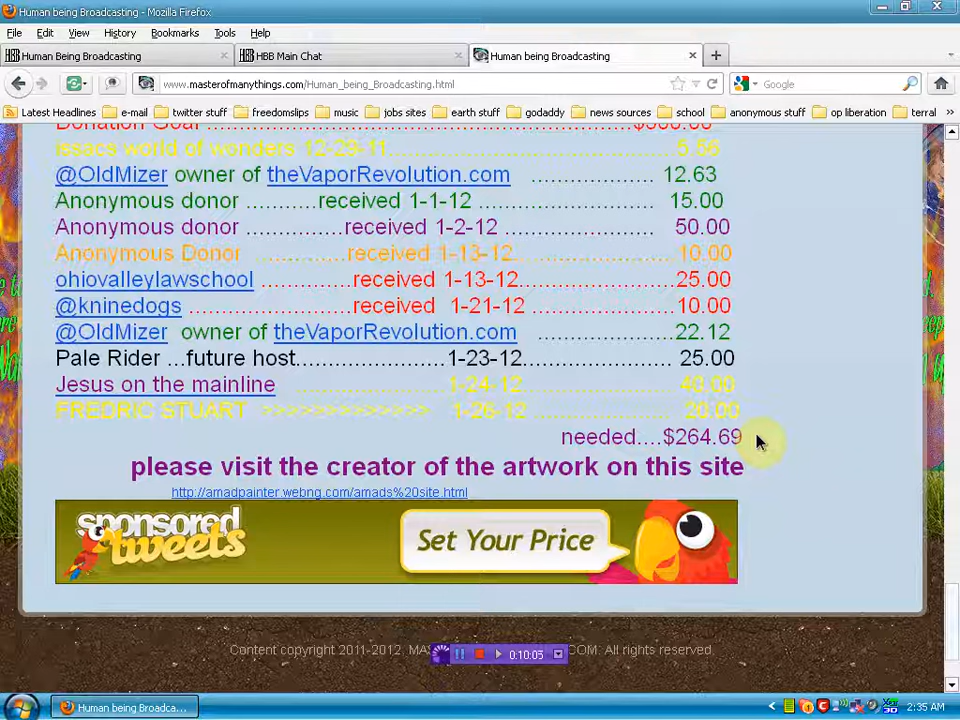 Human being Broadcasting - Mozilla Firefox
File Edit View History Bookmarks Tools Help
Human Being Broadcasting HBB Main Chat Human being Broadcasting
www.masterofmanythings.com/Human_being_Broadcasting.html Google
Latest Headlines e-mail twitter stuff freedomslips music jobs sites earth stuff godaddy news sources school anonymous stuff op liberation terral
issacs world of wonders 12-29-11 5.56
@OldMizer owner of theVaporRevolution.com .................. 12.63
Anonymous donor ..........received 1-1-12 ......................... 15.00
Anonymous donor ..............received 1-2-12 ...................... 50.00
Anonymous Donor ............received 1-13-12...................... 10.00
ohiovalleylawschool .............received 1-13-12......................25.00
@kninedogs .......................received 1-21-12......................10.00
@OldMizer owner of theVaporRevolution.com ................. 22.12
Pale Rider ...future host......................1-23-12..................... 25.00
Jesus on the mainline 1-24-12
FREDRIC STUART >>>>>>>>>>>>> 1-26-12 ................... 20.00
needed....$264.69
please visit the creator of the artwork on this site
http://amadpainter.webng.com/amads%20site.html
sponsored tweets Set Your Price
Content copyright 2011-2012. All rights reserved.
0:10:05
Human being Broadca... 2:35 AM